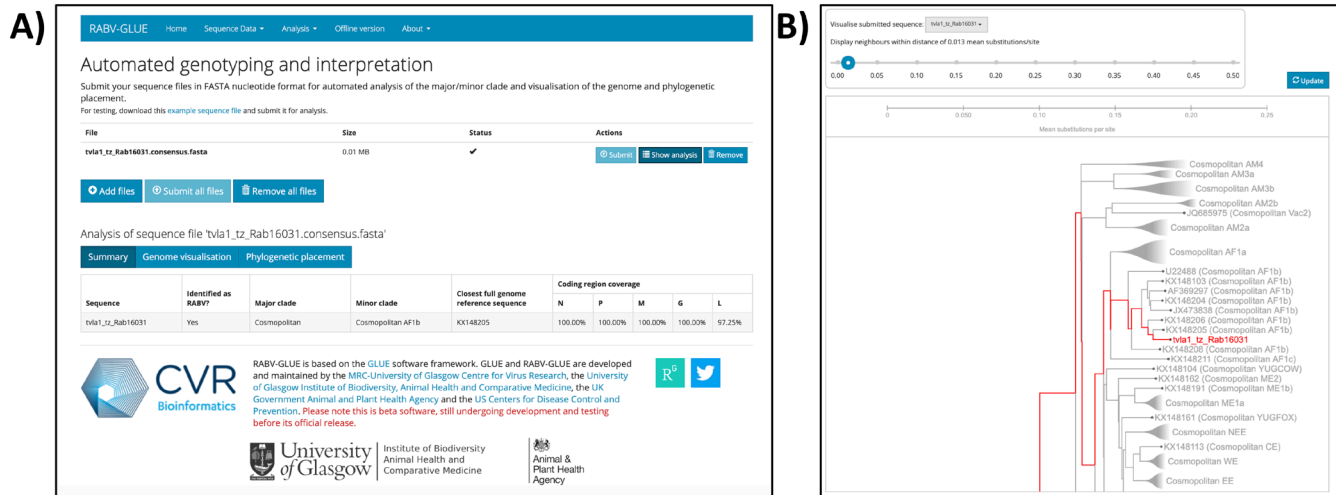 A)
RABV-GLUE Home Sequence Data Analysis Offline version About
Automated genotyping and interpretation
Submit your sequence files in FASTA nucleotide format for automated analysis of the major/minor clade and visualisation of the genome and phylogenetic
placement.
For testing, download this example sequence file and submit it for analysis.
File Size Status Actions
tvla1_tz_Rab16031.consensus.fasta 0.01 MB ✔ Submit Show analysis Remove
Add files Submit all files Remove all files
Analysis of sequence file 'tvla1_tz_Rab16031.consensus.fasta'
Summary Genome visualisation Phylogenetic placement
Sequence Identified as RABV? Major clade Minor clade Closest full genome reference sequence Coding region coverage
N P M G L
tvla1_tz_Rab16031 Yes Cosmopolitan Cosmopolitan AF1b KX148205 100.00% 100.00% 100.00% 100.00% 97.25%
CVR
Bioinformatics
RABV-GLUE is based on the GLUE software framework. GLUE and RABV-GLUE are developed
and maintained by the MRC-University of Glasgow Centre for Virus Research, the University
of Glasgow Institute of Biodiversity, Animal Health and Comparative Medicine, the UK
Government Animal and Plant Health Agency and the US Centers for Disease Control and
Prevention. Please note this is beta software, still undergoing development and testing
before its official release.
RG
University
of Glasgow
Institute of Biodiversity
Animal Health and
Comparative Medicine
Animal &
Plant Health
Agency
B)
Visualise submitted sequence: tvla1_tz_Rab16031
Display neighbours within distance of 0.013 mean substitutions/site
0.00 0.05 0.10 0.15 0.20 0.25 0.30 0.35 0.40 0.45 0.50
Update
0 0.050 0.10 0.15 0.20 0.25
Mean substitutions per site
Cosmopolitan AM4
Cosmopolitan AM3a
Cosmopolitan AM3b
Cosmopolitan AM2b
JQ685975 (Cosmopolitan Vac2)
Cosmopolitan AM2a
Cosmopolitan AF1a
U22488 (Cosmopolitan AF1b)
KX148103 (Cosmopolitan AF1b)
AF369297 (Cosmopolitan AF1b)
KX148204 (Cosmopolitan AF1b)
JX473838 (Cosmopolitan AF1b)
KX148206 (Cosmopolitan AF1b)
KX148205 (Cosmopolitan AF1b)
tvla1_tz_Rab16031
KX148208 (Cosmopolitan AF1b)
KX148211 (Cosmopolitan AF1c)
KX148104 (Cosmopolitan YUGCOW)
KX148162 (Cosmopolitan ME2)
KX148191 (Cosmopolitan ME1b)
Cosmopolitan ME1a
KX148161 (Cosmopolitan YUGFOX)
Cosmopolitan NEE
KX148113 (Cosmopolitan CE)
Cosmopolitan WE
Cosmopolitan EE